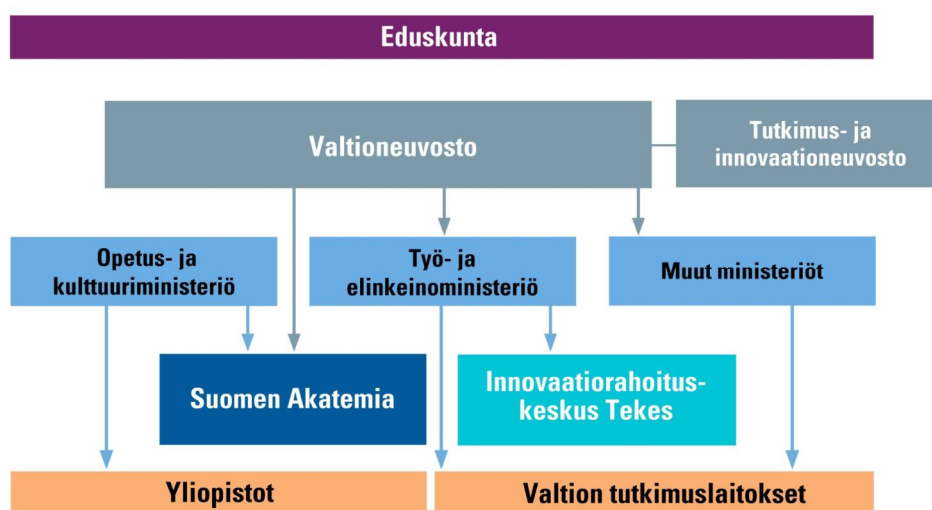 Eduskunta
Valtioneuvosto
Tutkimus- ja
innovaationeuvosto
Opetus- ja
kulttuuriministeriö
Työ- ja
elinkeinoministeriö
Muut ministeriöt
Suomen Akatemia
Innovaatiorahoitus-
keskus Tekes
Yliopistot
Valtion tutkimuslaitokset